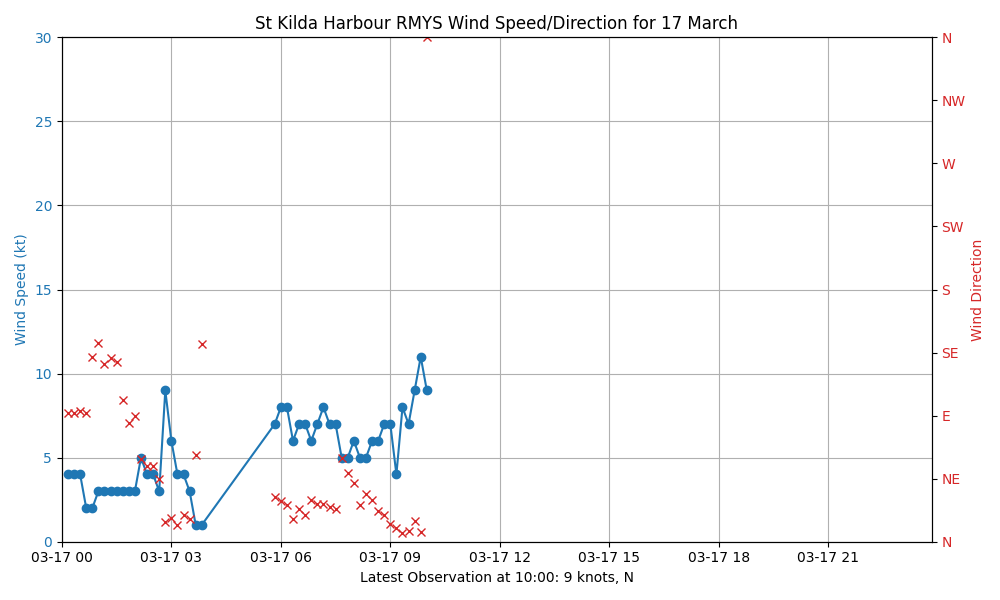 St Kilda Harbour RMYS Wind Speed/Direction for 17 March
30
25
20
15
10
5
0
Wind Speed (kt)
N
NW
W
SW
S
SE
E
NE
N
Wind Direction
03-17 00
03-17 03
03-17 06
03-17 09
03-17 12
03-17 15
03-17 18
03-17 21
Latest Observation at 10:00: 9 knots, N